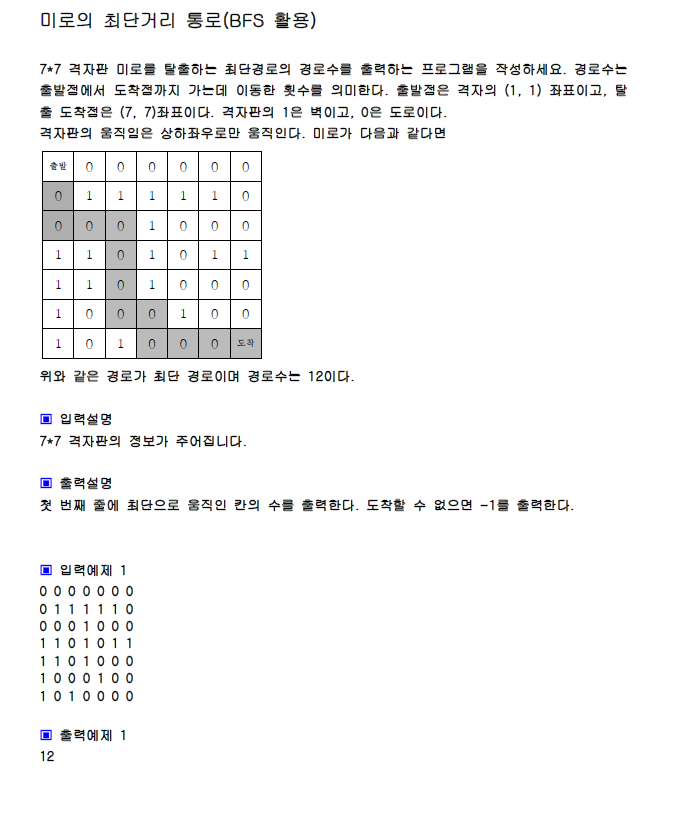 미로의 최단거리 통로(BFS 활용)
7*7 격자판 미로를 탈출하는 최단경로의 경로수를 출력하는 프로그램을 작성하세요. 경로수는
출발점에서 도착점까지 가는데 이동한 횟수를 의미한다. 출발점은 격자의 (1, 1) 좌표이고, 탈
출 도착점은 (7, 7)좌표이다. 격자판의 1은 벽이고, 0은 도로이다.
격자판의 움직임은 상하좌우로만 움직인다. 미로가 다음과 같다면
출발 0 0 0 0 0 0
0 1 1 1 1 1 0
0 0 0 1 0 0 0
1 1 0 1 0 1 1
1 1 0 1 0 0 0
1 0 0 0 1 0 0
1 0 1 0 0 0 도착
위와 같은 경로가 최단 경로이며 경로수는 12이다.
▣ 입력설명
7*7 격자판의 정보가 주어집니다.
▣ 출력설명
첫 번째 줄에 최단으로 움직인 칸의 수를 출력한다. 도착할 수 없으면 -1를 출력한다.
▣ 입력예제 1
0 0 0 0 0 0 0
0 1 1 1 1 1 0
0 0 0 1 0 0 0
1 1 0 1 0 1 1
1 1 0 1 0 0 0
1 0 0 0 1 0 0
1 0 1 0 0 0 0
▣ 출력예제 1
12